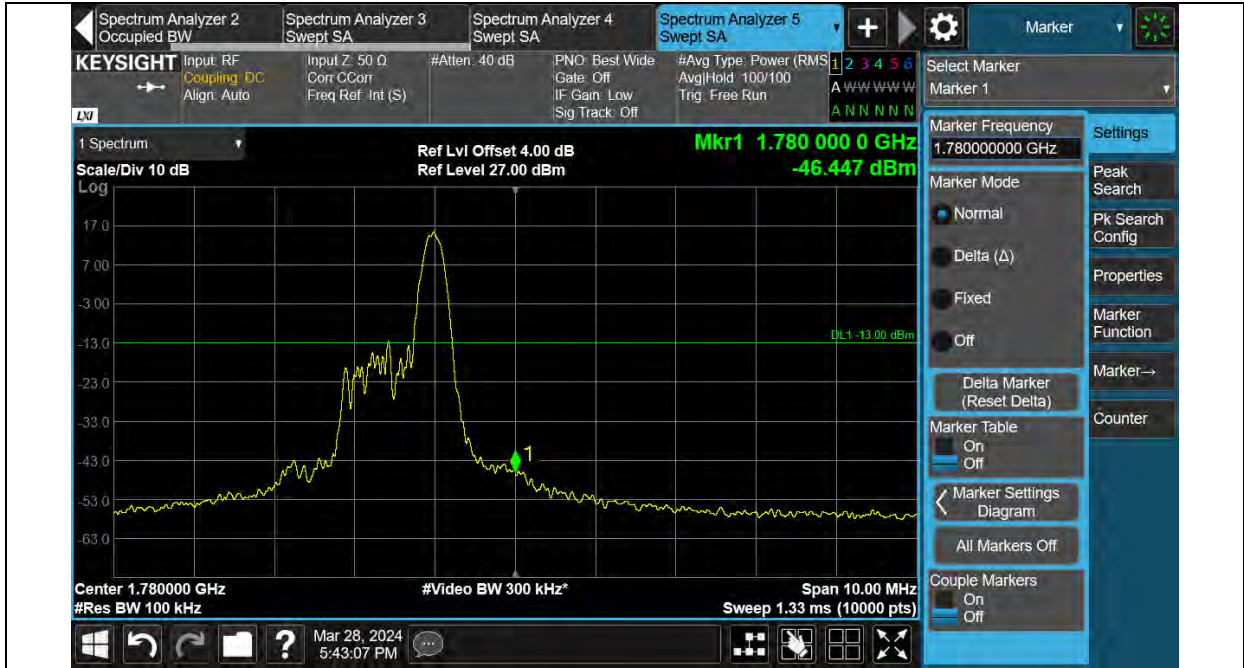 Spectrum Analyzer 2
Occupied BW
Spectrum Analyzer 3
Swept SA
Spectrum Analyzer 4
Swept SA
Spectrum Analyzer 5
Swept SA
Marker
KEYSIGHT
LXI
Input: RF
Coupling: DC
Align: Auto
Input Z: 50 Ω
Corr CCorr
Freq Ref: Int (S)
#Atten: 40 dB
PNO: Best Wide
Gate: Off
IF Gain: Low
Sig Track: Off
#Avg Type: Power (RMS
Avg|Hold: 100/100
Trig: Free Run
1 2 3 4 5 6
A W W W W W
A N N N N N
Select Marker
Marker 1
1 Spectrum
Scale/Div 10 dB
Ref Lvl Offset 4.00 dB
Ref Level 27.00 dBm
Mkr1 1.780 000 0 GHz
-46.447 dBm
Log
17.0
7.00
-3.00
-13.0
-23.0
-33.0
-43.0
-53.0
-63.0
DL1 -13.00 dBm
1
Center 1.780000 GHz
#Res BW 100 kHz
#Video BW 300 kHz*
Span 10.00 MHz
Sweep 1.33 ms (10000 pts)
Marker Frequency
1.780000000 GHz
Marker Mode
Normal
Delta (Δ)
Fixed
Off
Delta Marker
(Reset Delta)
Marker Table
On
Off
Marker Settings
Diagram
All Markers Off
Couple Markers
On
Off
Settings
Peak
Search
Pk Search
Config
Properties
Marker
Function
Marker→
Counter
?
Mar 28, 2024
5:43:07 PM